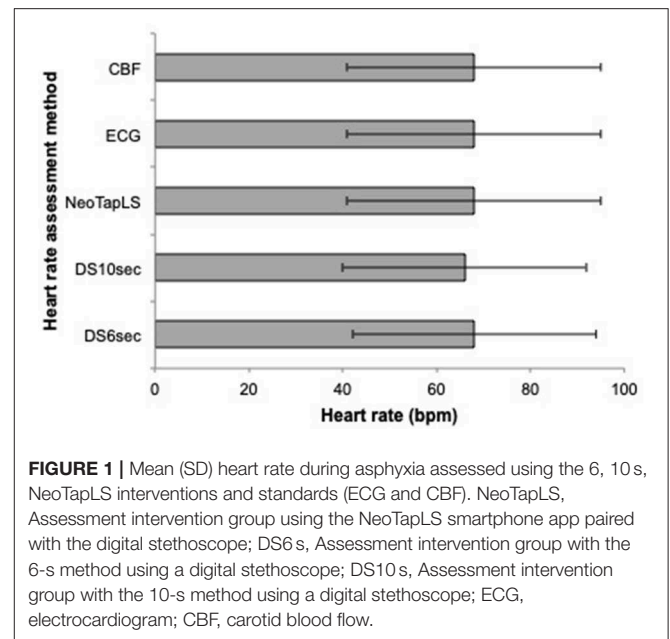 Heart rate assessment method
CBF
ECG
NeoTapLS
DS10sec
DS6sec
0 20 40 60 80 100
Heart rate (bpm)
FIGURE 1 | Mean (SD) heart rate during asphyxia assessed using the 6, 10 s,
NeoTapLS interventions and standards (ECG and CBF). NeoTapLS,
Assessment intervention group using the NeoTapLS smartphone app paired
with the digital stethoscope; DS6 s, Assessment intervention group with the
6-s method using a digital stethoscope; DS10 s, Assessment intervention
group with the 10-s method using a digital stethoscope; ECG,
electrocardiogram; CBF, carotid blood flow.